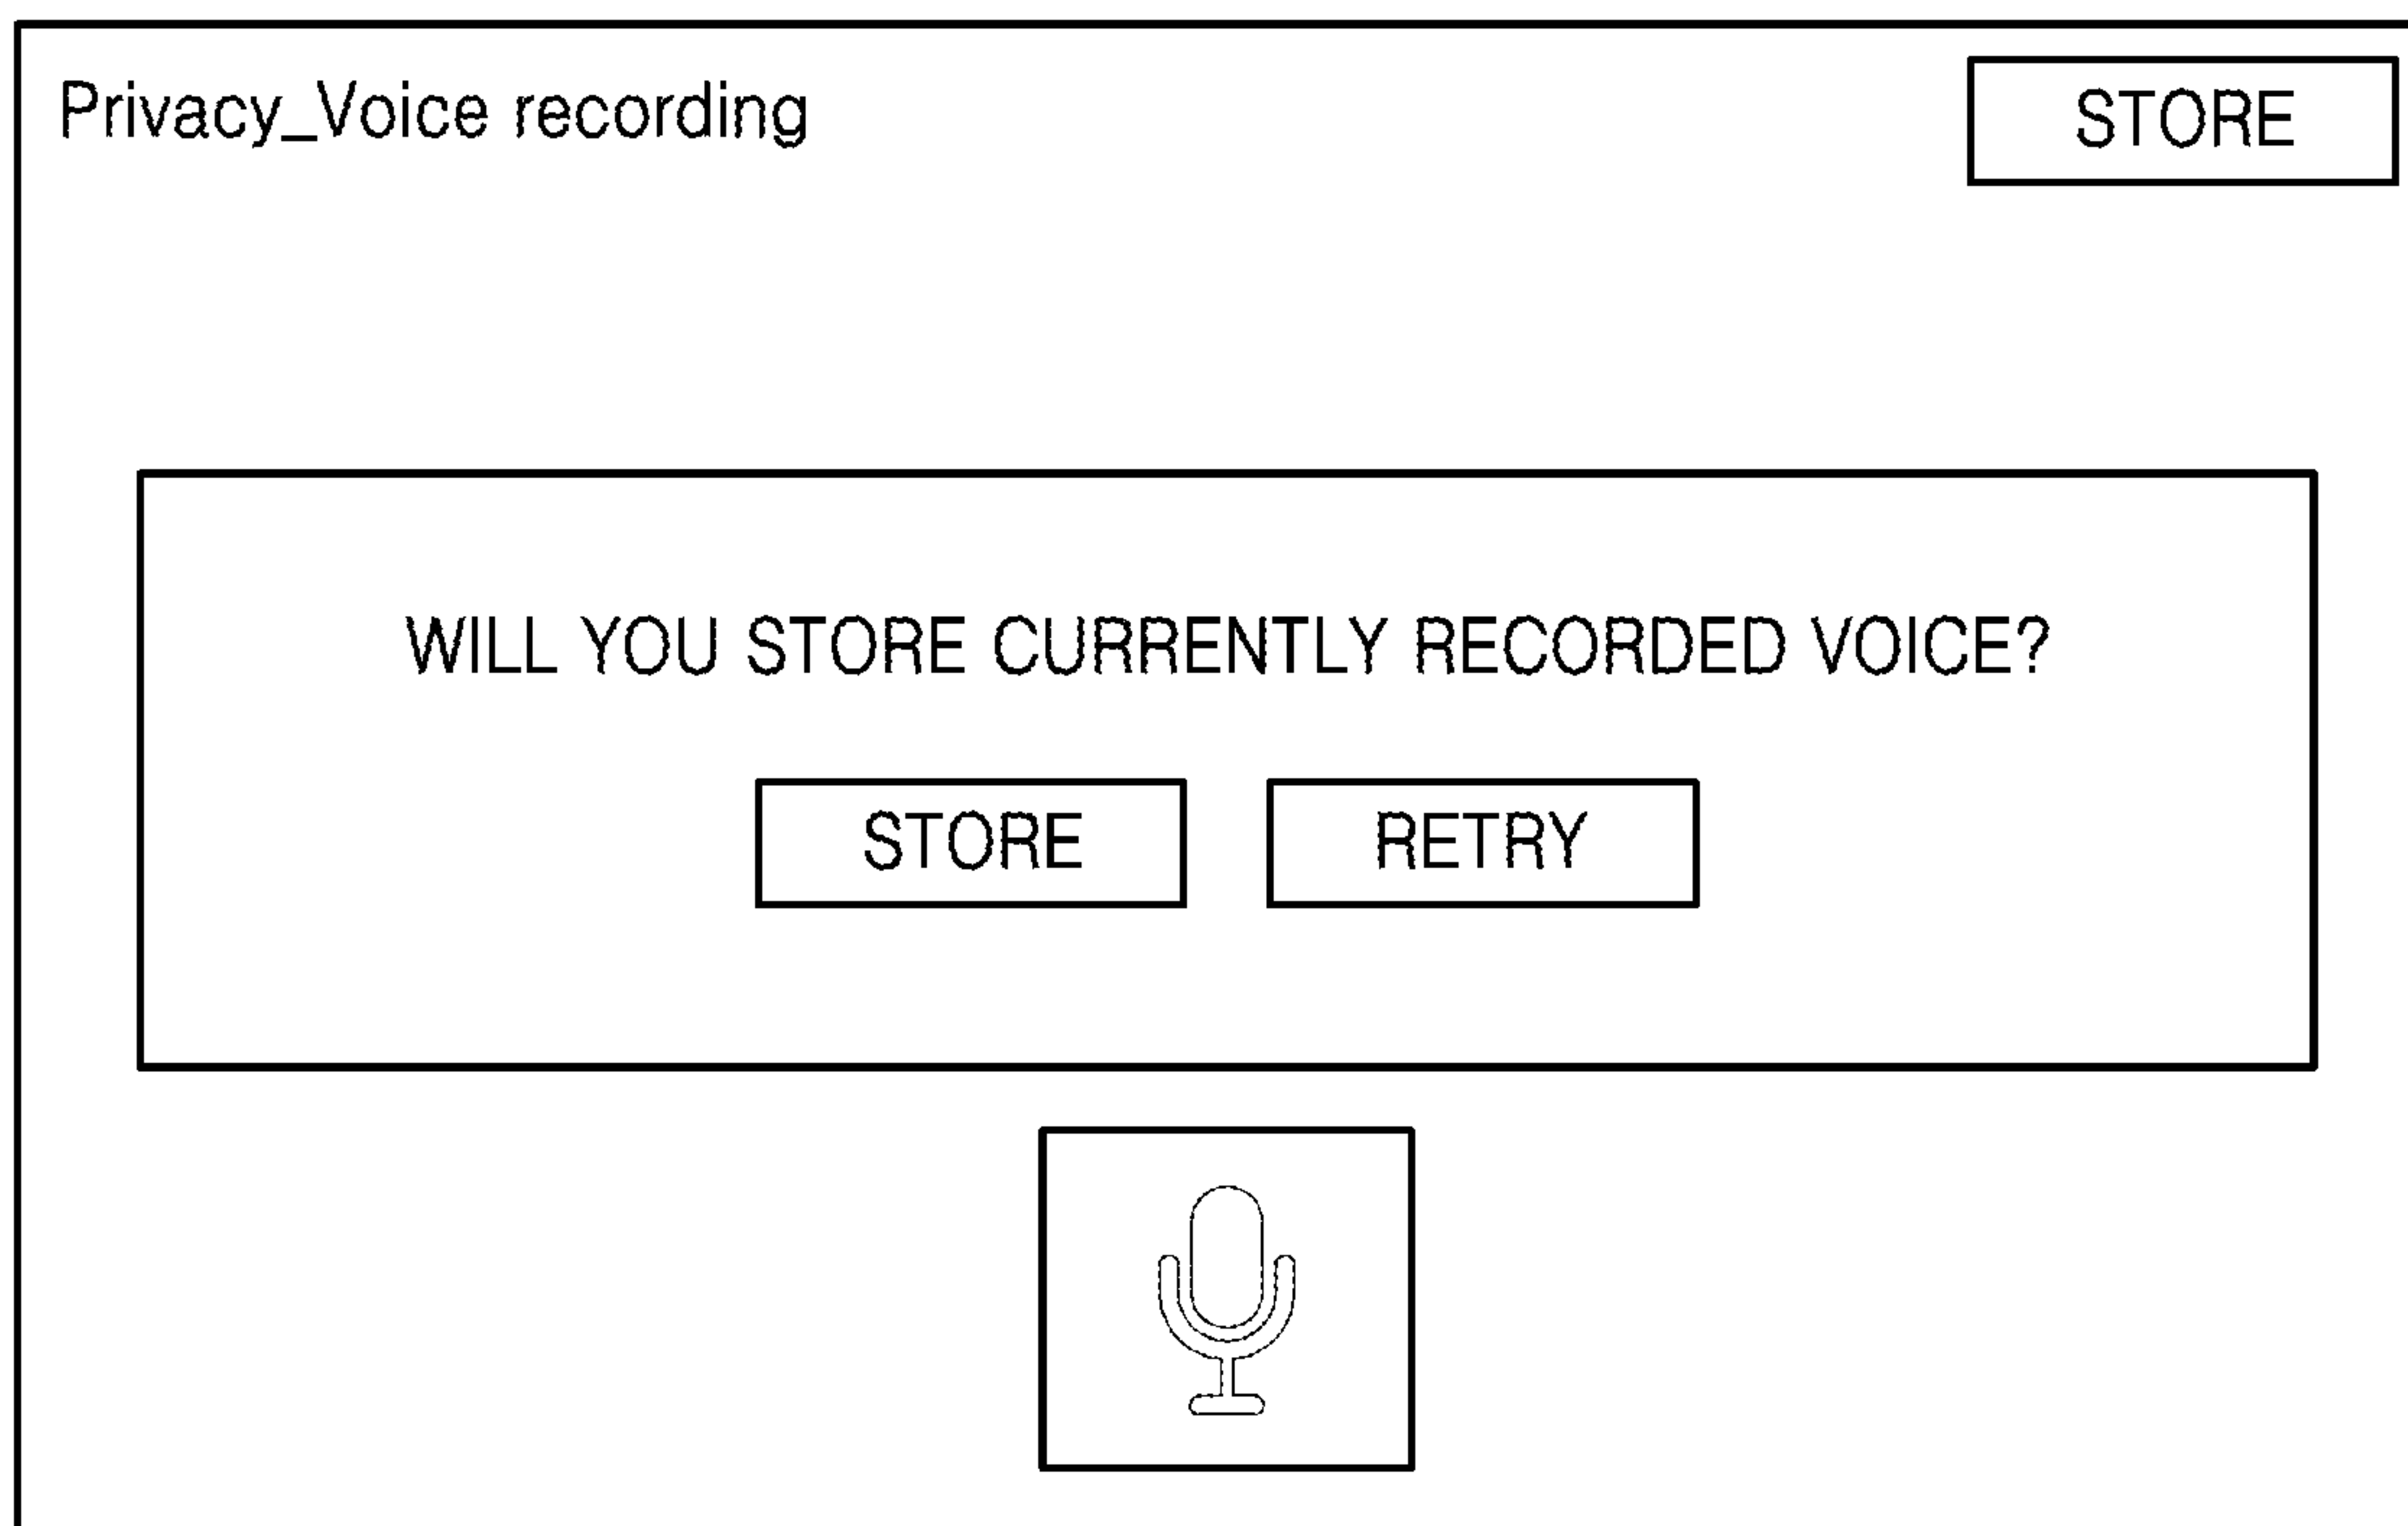 Privacy_Voice recording
STORE
WILL YOU STORE CURRENTLY RECORDED VOICE?
STORE
RETRY